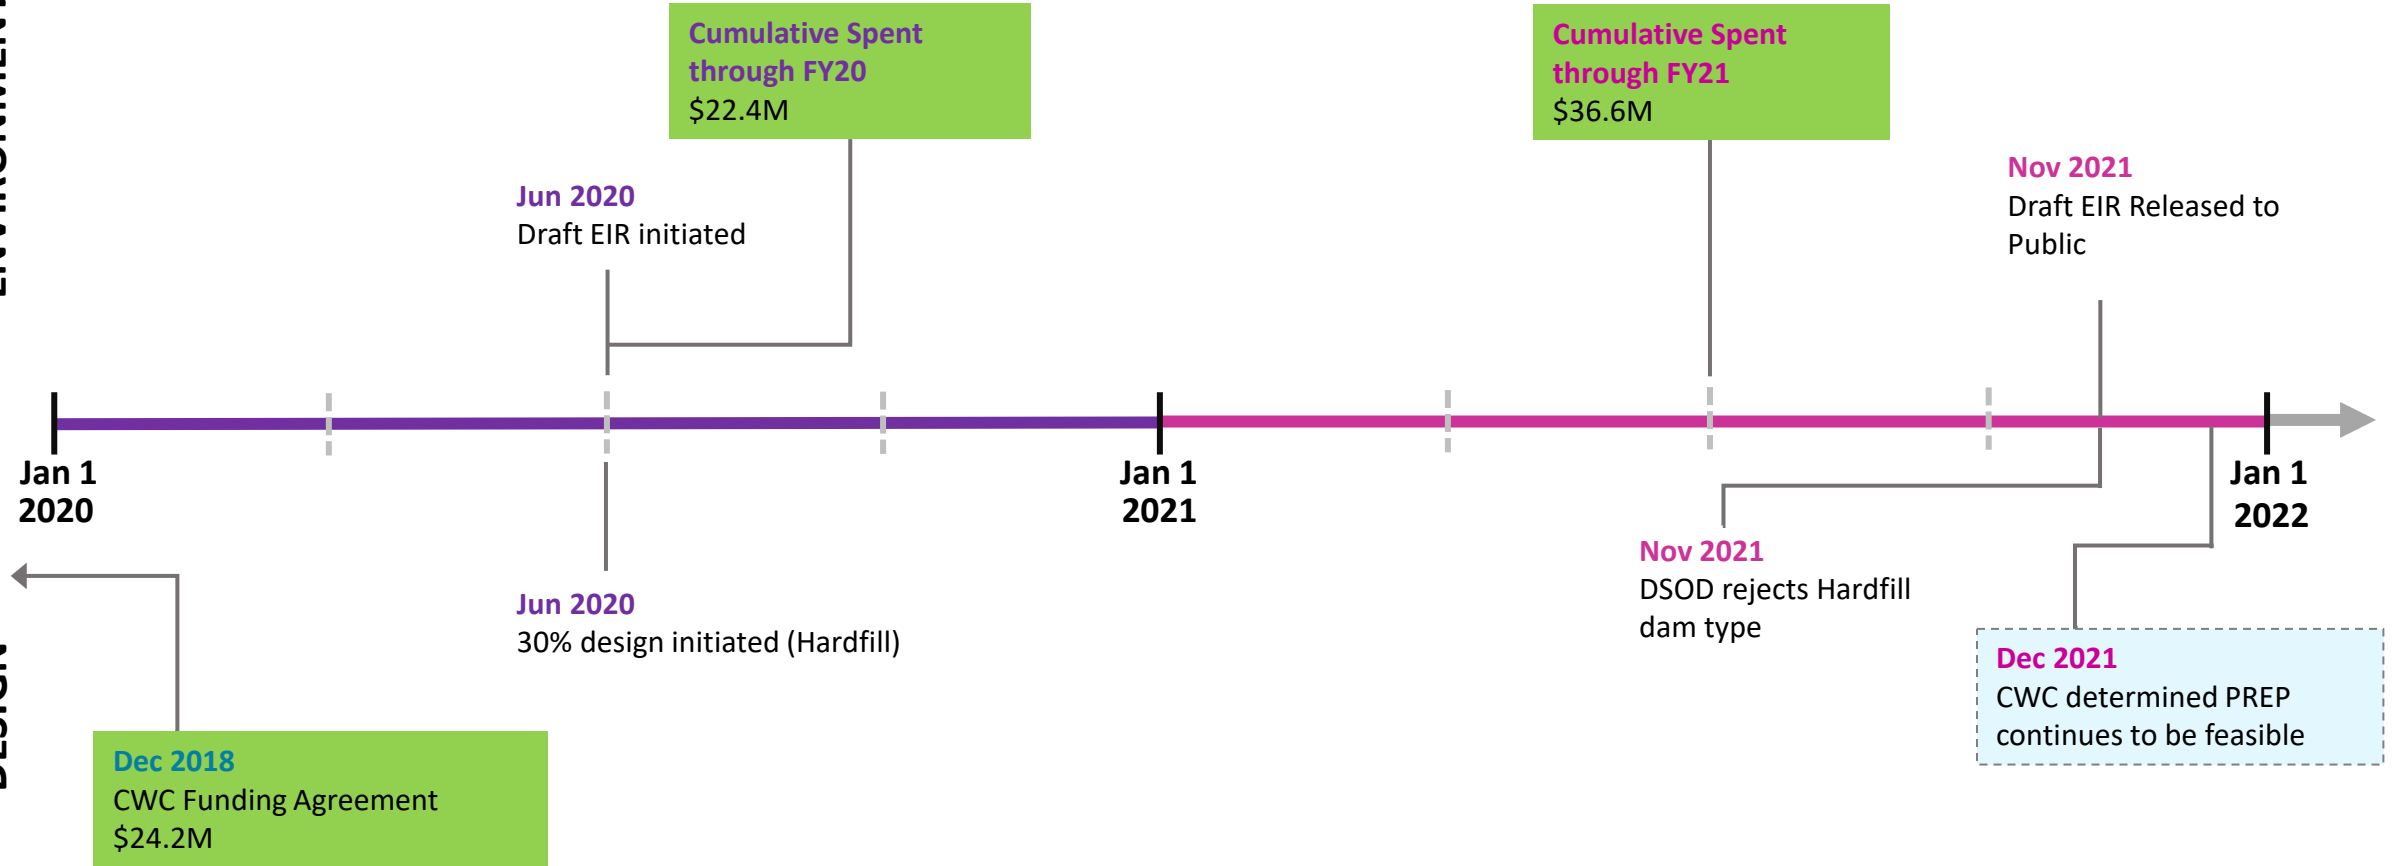 Cumulative Spent
through FY20
$22.4M
Cumulative Spent
through FY21
$36.6M
Jun 2020
Draft EIR initiated
Nov 2021
Draft EIR Released to
Public
Jan 1
2020
Jan 1
2021
Jan 1
2022
Jun 2020
30% design initiated (Hardfill)
Nov 2021
DSOD rejects Hardfill
dam type
Dec 2021
CWC determined PREP
continues to be feasible
Dec 2018
CWC Funding Agreement
$24.2M